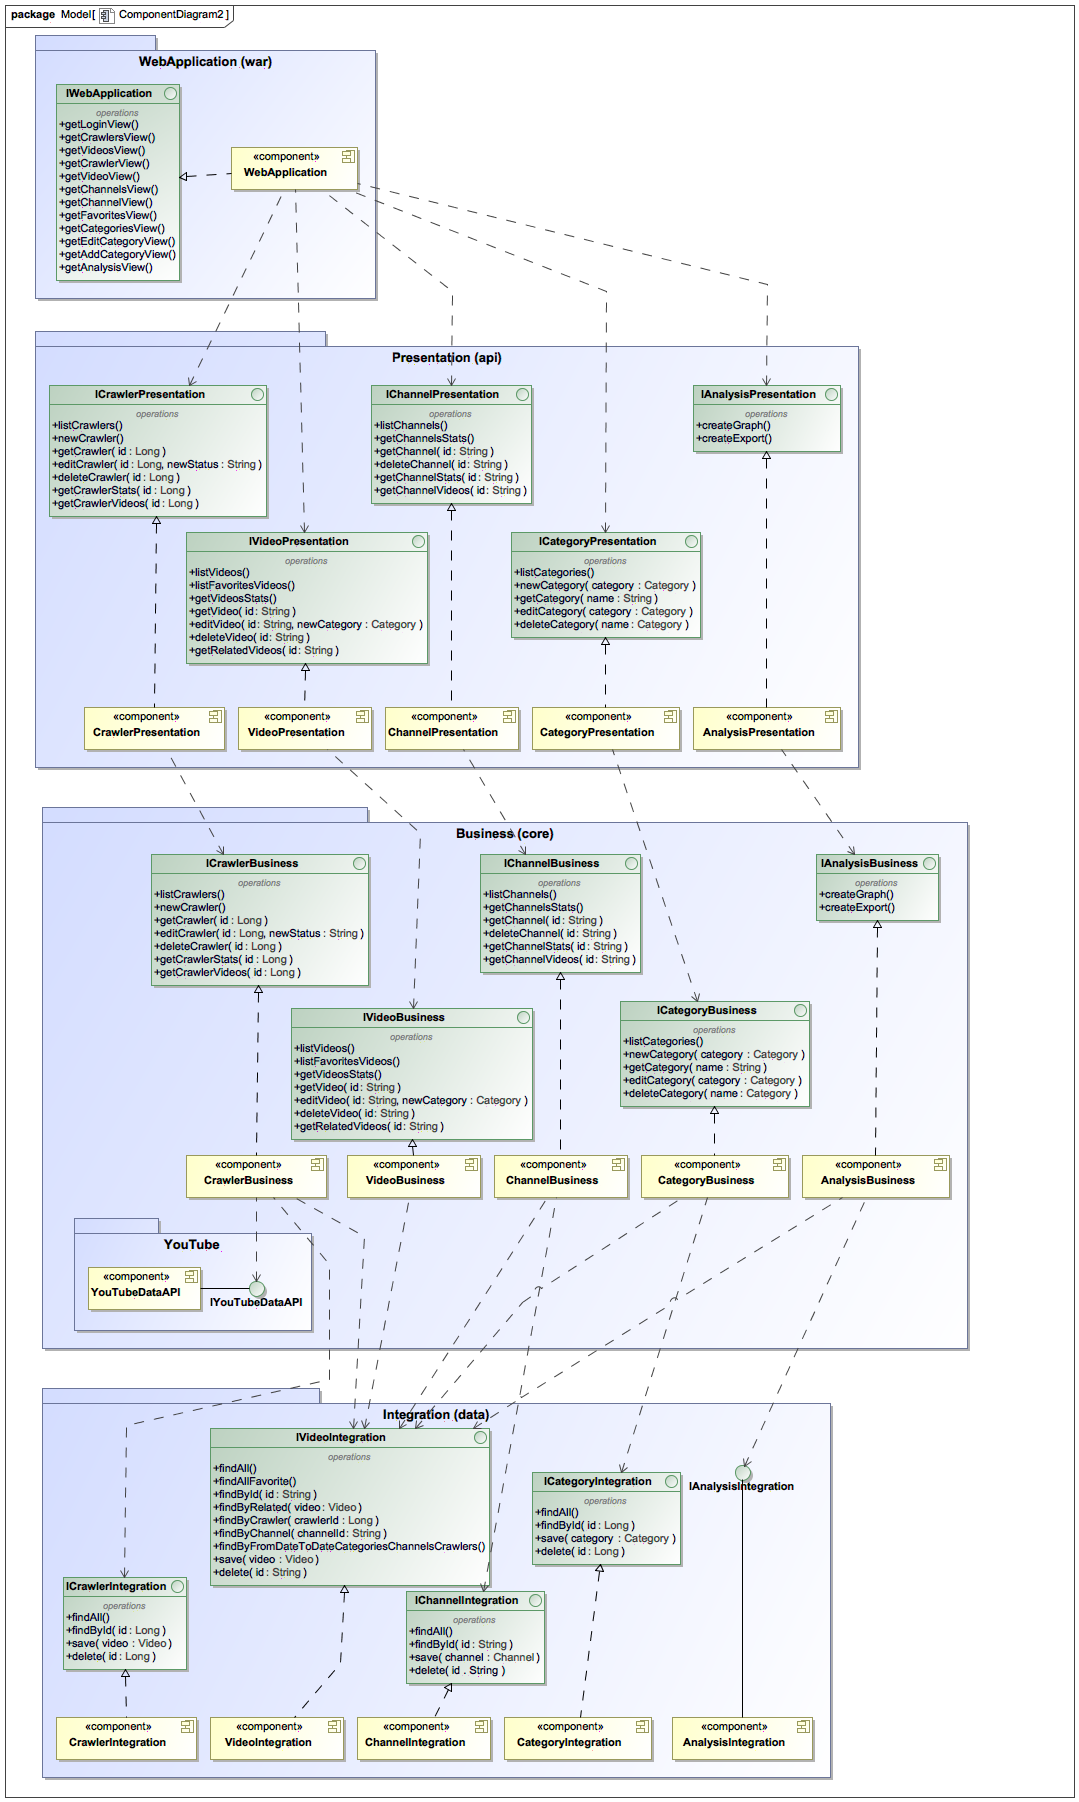 package Model[ ComponentDiagram2 ]
WebApplication (war)
IWebApplication
operations
+getLoginView()
+getCrawlersView()
+getVideosView()
+getCrawlerView()
+getVideoView()
+getChannelsView()
+getChannelView()
+getFavoritesView()
+getCategoriesView()
+getEditCategoryView()
+getAddCategoryView()
+getAnalysisView()
«component»
WebApplication
Presentation (api)
ICrawlerPresentation
operations
+listCrawlers()
+newCrawler()
+getCrawler( id : Long )
+editCrawler( id : Long, newStatus : String )
+deleteCrawler( id : Long )
+getCrawlerStats( id : Long )
+getCrawlerVideos( id : Long )
IChannelPresentation
operations
+listChannels()
+getChannelsStats()
+getChannel( id : String )
+deleteChannel( id : String )
+getChannelStats( id : String )
+getChannelVideos( id : String )
IAnalysisPresentation
operations
+createGraph()
+createExport()
IVideoPresentation
operations
+listVideos()
+listFavoritesVideos()
+getVideosStats()
+getVideo( id : String )
+editVideo( id : String, newCategory : Category )
+deleteVideo( id : String )
+getRelatedVideos( id : String )
ICategoryPresentation
operations
+listCategories()
+newCategory( category : Category )
+getCategory( name : String )
+editCategory( category : Category )
+deleteCategory( name : Category )
«component»
CrawlerPresentation
«component»
VideoPresentation
«component»
ChannelPresentation
«component»
CategoryPresentation
«component»
AnalysisPresentation
Business (core)
ICrawlerBusiness
operations
+listCrawlers()
+newCrawler()
+getCrawler( id : Long )
+editCrawler( id : Long, newStatus : String )
+deleteCrawler( id : Long )
+getCrawlerStats( id : Long )
+getCrawlerVideos( id : Long )
IChannelBusiness
operations
+listChannels()
+getChannelsStats()
+getChannel( id : String )
+deleteChannel( id : String )
+getChannelStats( id : String )
+getChannelVideos( id : String )
IAnalysisBusiness
operations
+createGraph()
+createExport()
IVideoBusiness
operations
+listVideos()
+listFavoritesVideos()
+getVideosStats()
+getVideo( id : String )
+editVideo( id : String, newCategory : Category )
+deleteVideo( id : String )
+getRelatedVideos( id : String )
ICategoryBusiness
operations
+listCategories()
+newCategory( category : Category )
+getCategory( name : String )
+editCategory( category : Category )
+deleteCategory( name : Category )
«component»
CrawlerBusiness
«component»
VideoBusiness
«component»
ChannelBusiness
«component»
CategoryBusiness
«component»
AnalysisBusiness
YouTube
«component»
YouTubeDataAPI
IYouTubeDataAPI
Integration (data)
IVideoIntegration
operations
+findAll()
+findAllFavorite()
+findById( id : String )
+findByRelated( video : Video )
+findByCrawler( crawlerId : Long )
+findByChannel( channelId : String )
+findByFromDateToDateCategoriesChannelsCrawlers()
+save( video : Video )
+delete( id : String )
ICategoryIntegration
operations
+findAll()
+findById( id : Long )
+save( category : Category )
+delete( id : Long )
IAnalysisIntegration
ICrawlerIntegration
operations
+findAll()
+findById( id : Long )
+save( video : Video )
+delete( id : Long )
IChannelIntegration
operations
+findAll()
+findById( id : String )
+save( channel : Channel )
+delete( id . String )
«component»
CrawlerIntegration
«component»
VideoIntegration
«component»
ChannelIntegration
«component»
CategoryIntegration
«component»
AnalysisIntegration